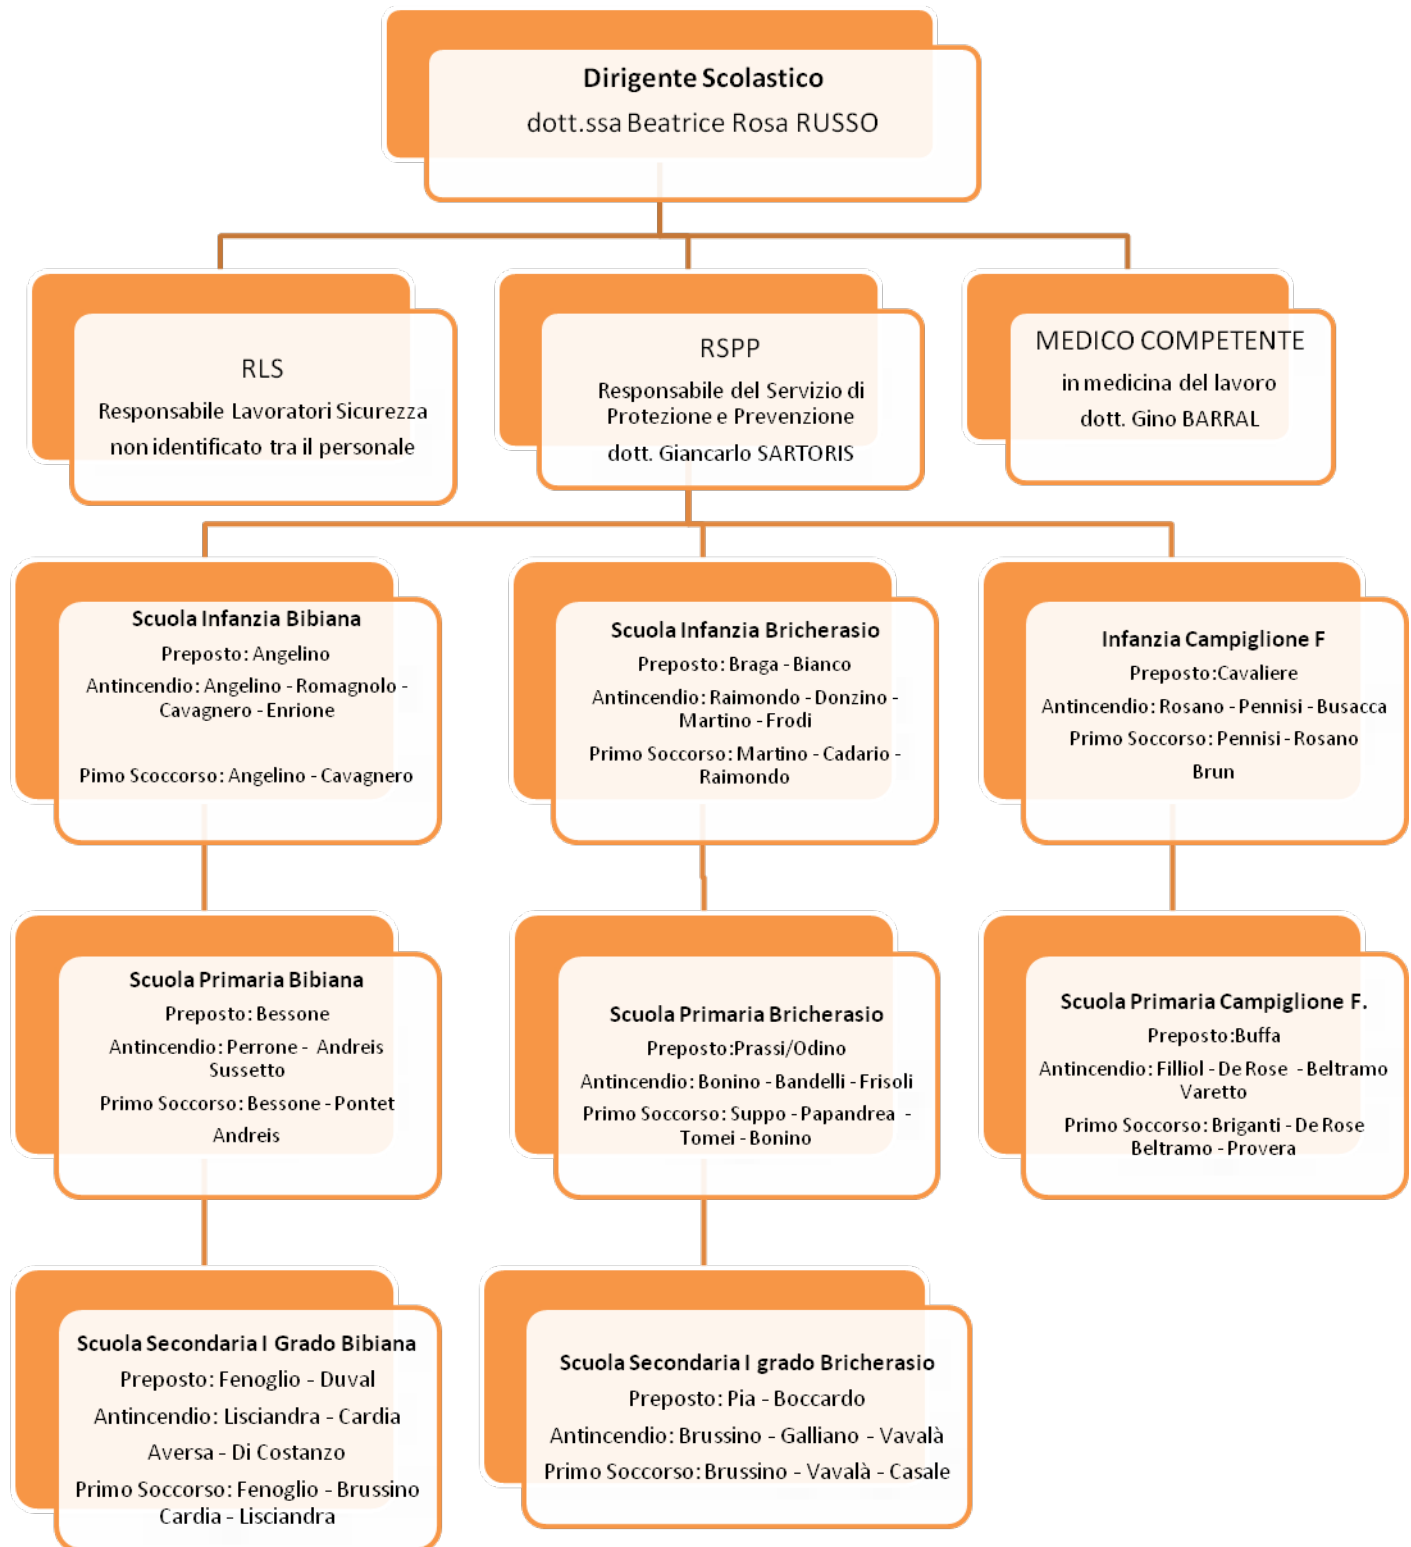 Dirigente Scolastico
dott.ssa Beatrice Rosa RUSSO
RLS
Responsabile Lavoratori Sicurezza
non identificato tra il personale
RSPP
Responsabile del Servizio di
Protezione e Prevenzione
dott. Giancarlo SARTORIS
MEDICO COMPETENTE
in medicina del lavoro
dott. Gino BARRAL
Scuola Infanzia Bibiana
Preposto: Angelino
Antincendio: Angelino - Romagnolo -
Cavagnero - Enrione
Pimo Scoccorso: Angelino - Cavagnero
Scuola Infanzia Bricherasio
Preposto: Braga - Bianco
Antincendio: Raimondo - Donzino -
Martino - Frodi
Primo Soccorso: Martino - Cadario -
Raimondo
Infanzia Campiglione F
Preposto:Cavaliere
Antincendio: Rosano - Pennisi - Busacca
Primo Soccorso: Pennisi - Rosano
Brun
Scuola Primaria Bibiana
Preposto: Bessone
Antincendio: Perrone - Andreis
Sussetto
Primo Soccorso: Bessone - Pontet
Andreis
Scuola Primaria Bricherasio
Preposto:Prassi/Odino
Antincendio: Bonino - Bandelli - Frisoli
Primo Soccorso: Suppo - Papandrea -
Tomei - Bonino
Scuola Primaria Campiglione F.
Preposto:Buffa
Antincendio: Filliol - De Rose - Beltramo
Varetto
Primo Soccorso: Briganti - De Rose
Beltramo - Provera
Scuola Secondaria I Grado Bibiana
Preposto: Fenoglio - Duval
Antincendio: Lisciandra - Cardia
Aversa - Di Costanzo
Primo Soccorso: Fenoglio - Brussino
Cardia - Lisciandra
Scuola Secondaria I grado Bricherasio
Preposto: Pia - Boccardo
Antincendio: Brussino - Galliano - Vavalà
Primo Soccorso: Brussino - Vavalà - Casale